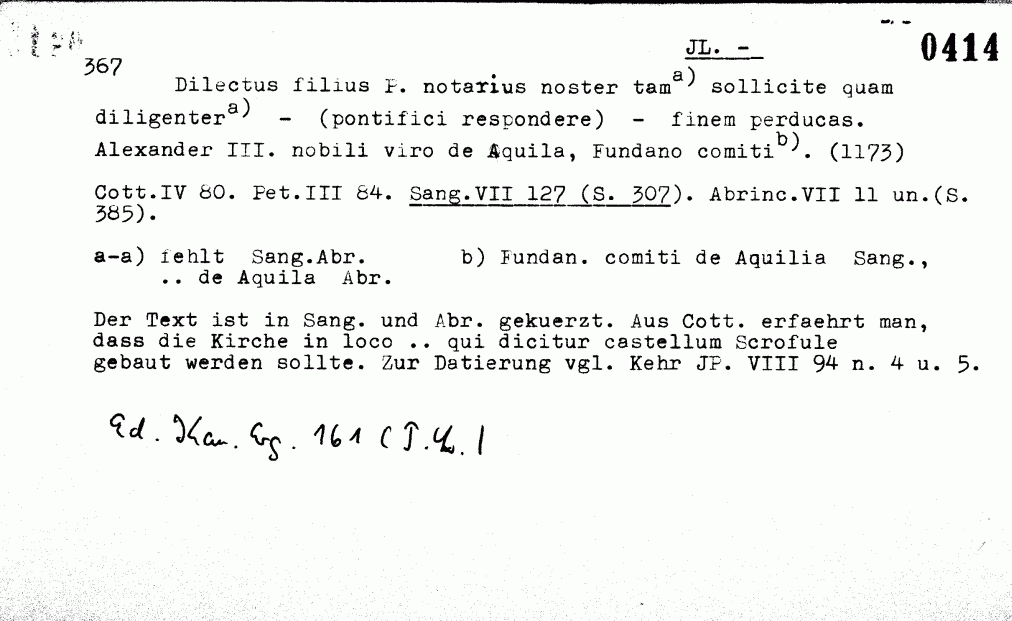 JL. -
0414
367
Dilectus filius P. notarius noster tam a) sollicite quam
diligenter a) - (pontifici respondere) - finem perducas.
Alexander III. nobili viro de Aquila, Fundano comiti b). (1173)
Cott.IV 80. Pet.III 84. Sang.VII 127 (S. 307). Abrinc.VII 11 un.(S.
385).
a-a) fehlt Sang.Abr. b) Fundan. comiti de Aquilia Sang.,
.. de Aquila Abr.
Der Text ist in Sang. und Abr. gekuerzt. Aus Cott. erfaehrt man,
dass die Kirche in loco .. qui dicitur castellum Scrofule
gebaut werden sollte. Zur Datierung vgl. Kehr JP. VIII 94 n. 4 u. 5.
Ed. Kan. Erg. 161 (